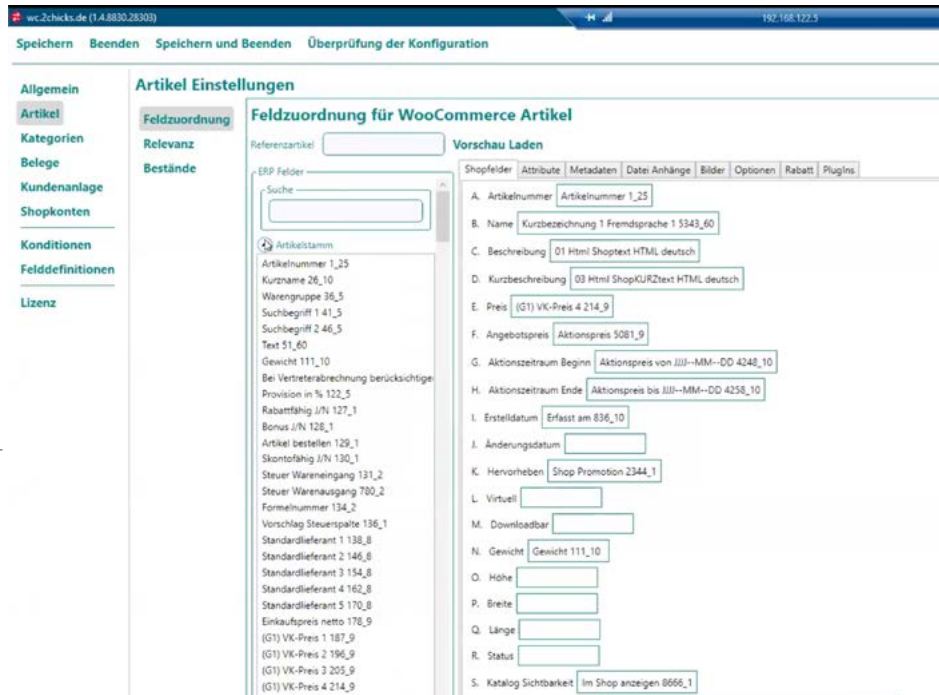 wc.2chicks.de (1.4.8830.28303)
192.168.122.5
Speichern Beenden Speichern und Beenden Überprüfung der Konfiguration
Allgemein
Artikel
Kategorien
Belege
Kundenanlage
Shopkonten
Konditionen
Felddefinitionen
Lizenz
Artikel Einstellungen
Feldzuordnung
Relevanz
Bestände
Feldzuordnung für WooCommerce Artikel
Referenzartikel
Vorschau Laden
ERP Felder
Suche
Artikelstamm
Artikelnummer 1_25
Kurzname 26_10
Warengruppe 36_5
Suchbegriff 1 41_5
Suchbegriff 2 46_5
Text 51_60
Gewicht 111_10
Bei Vertreterabrechnung berücksichtige
Provision in % 122_5
Rabattfähig J/N 127_1
Bonus J/N 128_1
Artikel bestellen 129_1
Skontofähig J/N 130_1
Steuer Wareneingang 131_2
Steuer Warenausgang 780_2
Formelnummer 134_2
Vorschlag Steuerspalte 136_1
Standardlieferant 1 138_8
Standardlieferant 2 146_8
Standardlieferant 3 154_8
Standardlieferant 4 162_8
Standardlieferant 5 170_8
Einkaufspreis netto 178_9
(G1) VK-Preis 1 187_9
(G1) VK-Preis 2 196_9
(G1) VK-Preis 3 205_9
(G1) VK-Preis 4 214_9
Shopfelder Attribute Metadaten Datei Anhänge Bilder Optionen Rabatt PlugIns
A. Artikelnummer Artikelnummer 1_25
B. Name Kurzbezeichnung 1 Fremdsprache 1 5343_60
C. Beschreibung 01 Html Shoptext HTML deutsch
D. Kurzbeschreibung 03 Html ShopKURZtext HTML deutsch
E. Preis (G1) VK-Preis 4 214_9
F. Angebotspreis Aktionspreis 5081_9
G. Aktionszeitraum Beginn Aktionspreis von JJJJ--MM--DD 4248_10
H. Aktionszeitraum Ende Aktionspreis bis JJJJ--MM--DD 4258_10
I. Erstelldatum Erfasst am 836_10
J. Änderungsdatum
K. Hervorheben Shop Promotion 2344_1
L. Virtuell
M. Downloadbar
N. Gewicht Gewicht 111_10
O. Höhe
P. Breite
Q. Länge
R. Status
S. Katalog Sichtbarkeit Im Shop anzeigen 8666_1